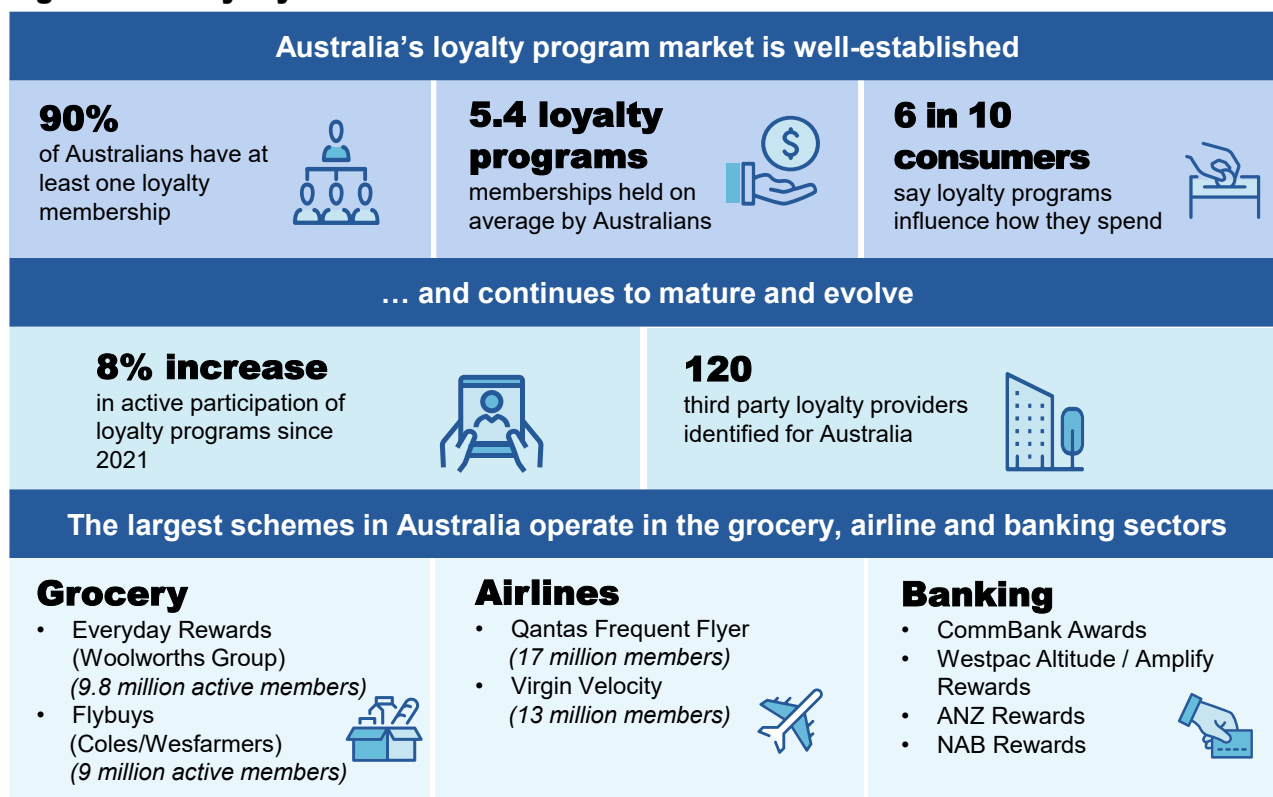 Australia's loyalty program market is well-established
90%
of Australians have at
least one loyalty
membership
5.4 loyalty
programs
memberships held on
average by Australians
6 in 10
consumers
say loyalty programs
influence how they spend
… and continues to mature and evolve
8% increase
in active participation of
loyalty programs since
2021
120
third party loyalty providers
identified for Australia
The largest schemes in Australia operate in the grocery, airline and banking sectors
Grocery
• Everyday Rewards
(Woolworths Group)
(9.8 million active members)
• Flybuys
(Coles/Wesfarmers)
(9 million active members)
Airlines
• Qantas Frequent Flyer
(17 million members)
• Virgin Velocity
(13 million members)
Banking
• CommBank Awards
• Westpac Altitude / Amplify
Rewards
• ANZ Rewards
• NAB Rewards